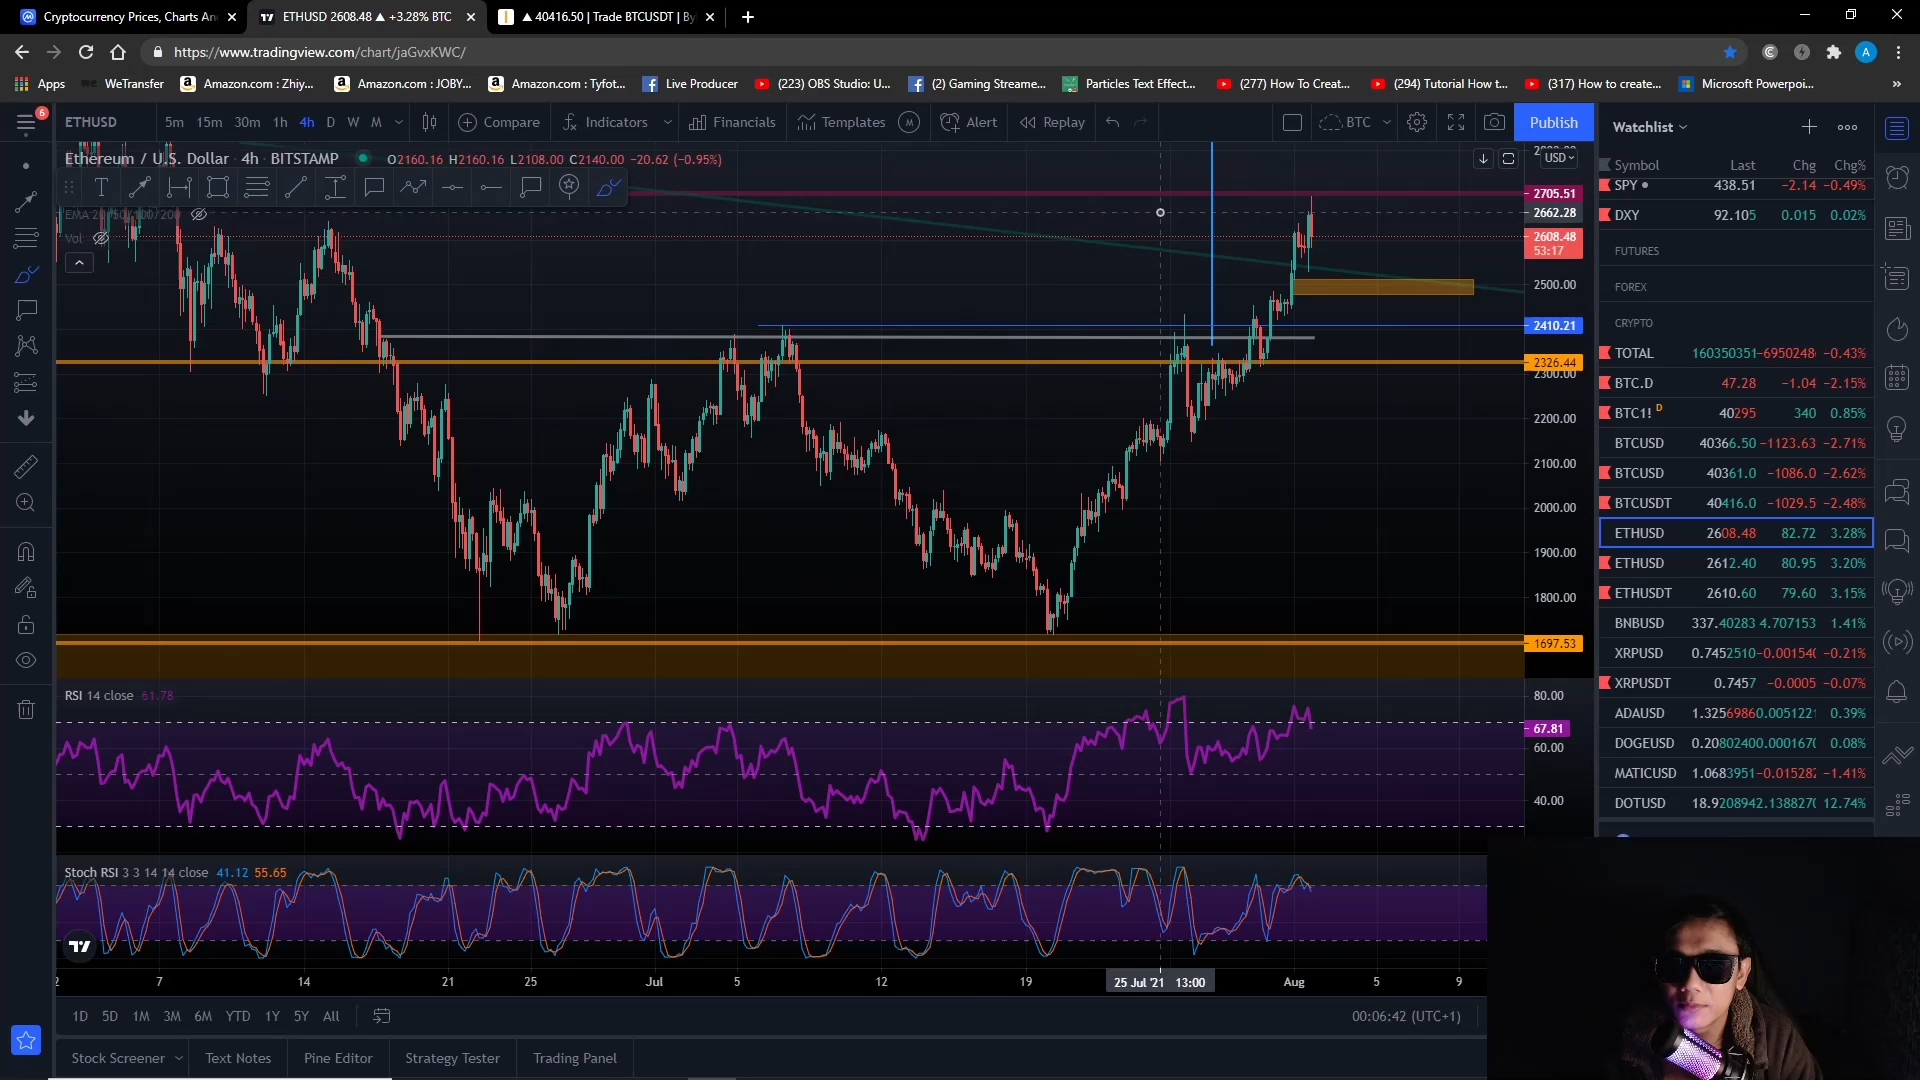 Cryptocurrency Prices, Charts An
ETHUSD 2608.48 ▲ +3.28% BTC
▲ 40416.50 | Trade BTCUSDT | By
https://www.tradingview.com/chart/jaGvxKWC/
A
Apps
WeTransfer
Amazon.com : Zhiy...
Amazon.com : JOBY...
Amazon.com : Tyfot...
Live Producer
(223) OBS Studio: U...
(2) Gaming Streame...
Particles Text Effect...
(277) How To Creat...
(294) Tutorial How t...
(317) How to create...
Microsoft Powerpoi...
6
ETHUSD
5m 15m 30m 1h 4h D W M
Compare
Indicators
Financials
Templates
M
Alert
Replay
BTC
Publish
Watchlist
Ethereum / U.S. Dollar · 4h · BITSTAMP
O2160.16 H2160.16 L2108.00 C2140.00 −20.62 (−0.95%)
USD
EMA 20/50/100/200
Vol
2705.51
2662.28
2608.48
53:17
2500.00
2410.21
2326.44
2300.00
2200.00
2100.00
2000.00
1900.00
1800.00
1697.53
RSI 14 close 61.78
80.00
67.81
60.00
40.00
Stoch RSI 3 3 14 14 close 41.12 55.65
7 14 21 25 Jul 5 12 19 25 Jul '21 13:00 Aug 5 9
1D 5D 1M 3M 6M YTD 1Y 5Y All
00:06:42 (UTC+1)
Stock Screener
Text Notes
Pine Editor
Strategy Tester
Trading Panel
Symbol Last Chg Chg%
SPY 438.51 −2.14 −0.49%
DXY 92.105 0.015 0.02%
FUTURES
FOREX
CRYPTO
TOTAL 160350351 −6950248 −0.43%
BTC.D 47.28 −1.04 −2.15%
BTC1! D 40295 340 0.85%
BTCUSD 40366.50 −1123.63 −2.71%
BTCUSD 40361.0 −1086.0 −2.62%
BTCUSDT 40416.0 −1029.5 −2.48%
ETHUSD 2608.48 82.72 3.28%
ETHUSD 2612.40 80.95 3.20%
ETHUSDT 2610.60 79.60 3.15%
BNBUSD 337.40283 4.707153 1.41%
XRPUSD 0.7452510 −0.00154 −0.21%
XRPUSDT 0.7457 −0.0005 −0.07%
ADAUSD 1.3256986 0.005122 0.39%
DOGEUSD 0.2080240 0.000167 0.08%
MATICUSD 1.0683951 −0.015282 −1.41%
DOTUSD 18.920894 2.138827 12.74%